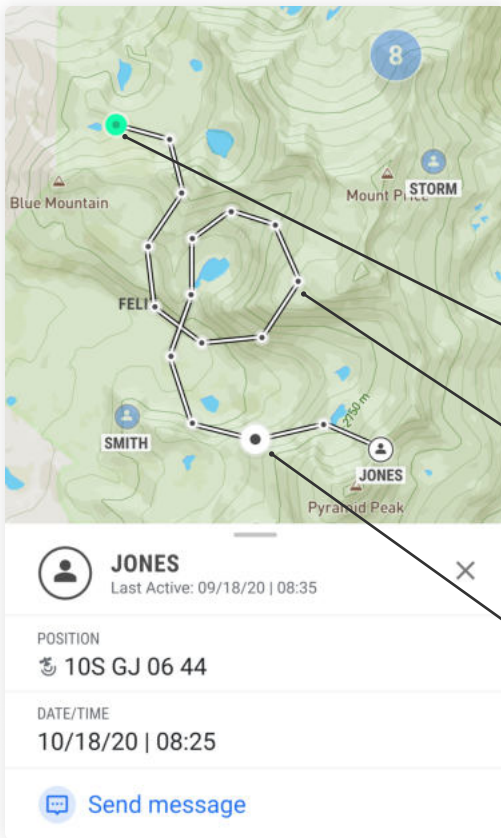 8
Blue Mountain
Mount
STORM
FELI
2750 m
SMITH
JONES
Pyramid Peak
JONES
Last Active: 09/18/20 | 08:35
POSITION
10S GJ 06 44
DATE/TIME
10/18/20 | 08:25
Send message